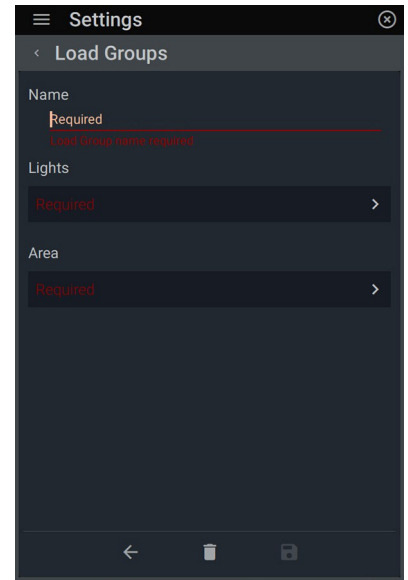 Settings
Load Groups
Name
Required
Load Group name required
Lights
Required
Area
Required